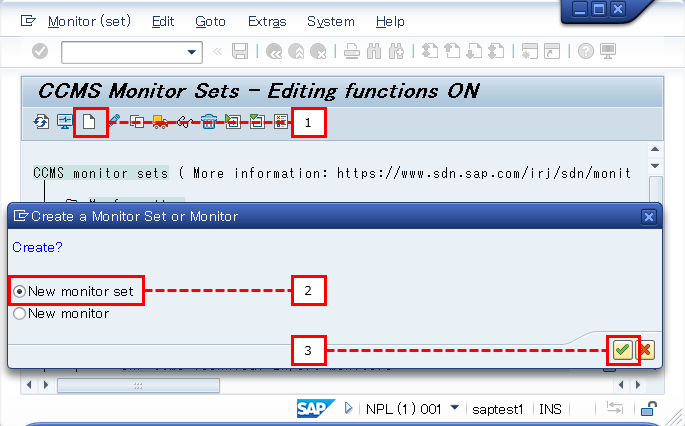 Monitor (set) Edit Goto Extras System Help
CCMS Monitor Sets - Editing functions ON
1
CCMS monitor sets ( More information: https://www.sdn.sap.com/irj/sdn/monit
Create a Monitor Set or Monitor
Create?
New monitor set
2
New monitor
3
SAP
NPL (1) 001
saptest1
INS